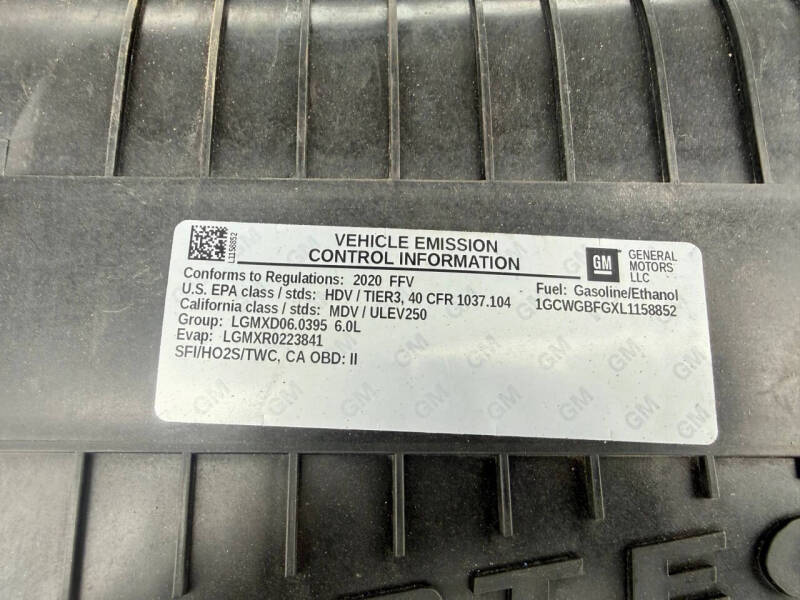 L1158852
VEHICLE EMISSION
CONTROL INFORMATION
GM
GENERAL
MOTORS
LLC
Conforms to Regulations: 2020 FFV
Fuel: Gasoline/Ethanol
U.S. EPA class / stds: HDV / TIER3, 40 CFR 1037.104
1GCWGBFGXL1158852
California class / stds: MDV / ULEV250
Group: LGMXD06.0395 6.0L
Evap: LGMXR0223841
SFI/HO2S/TWC, CA OBD: II